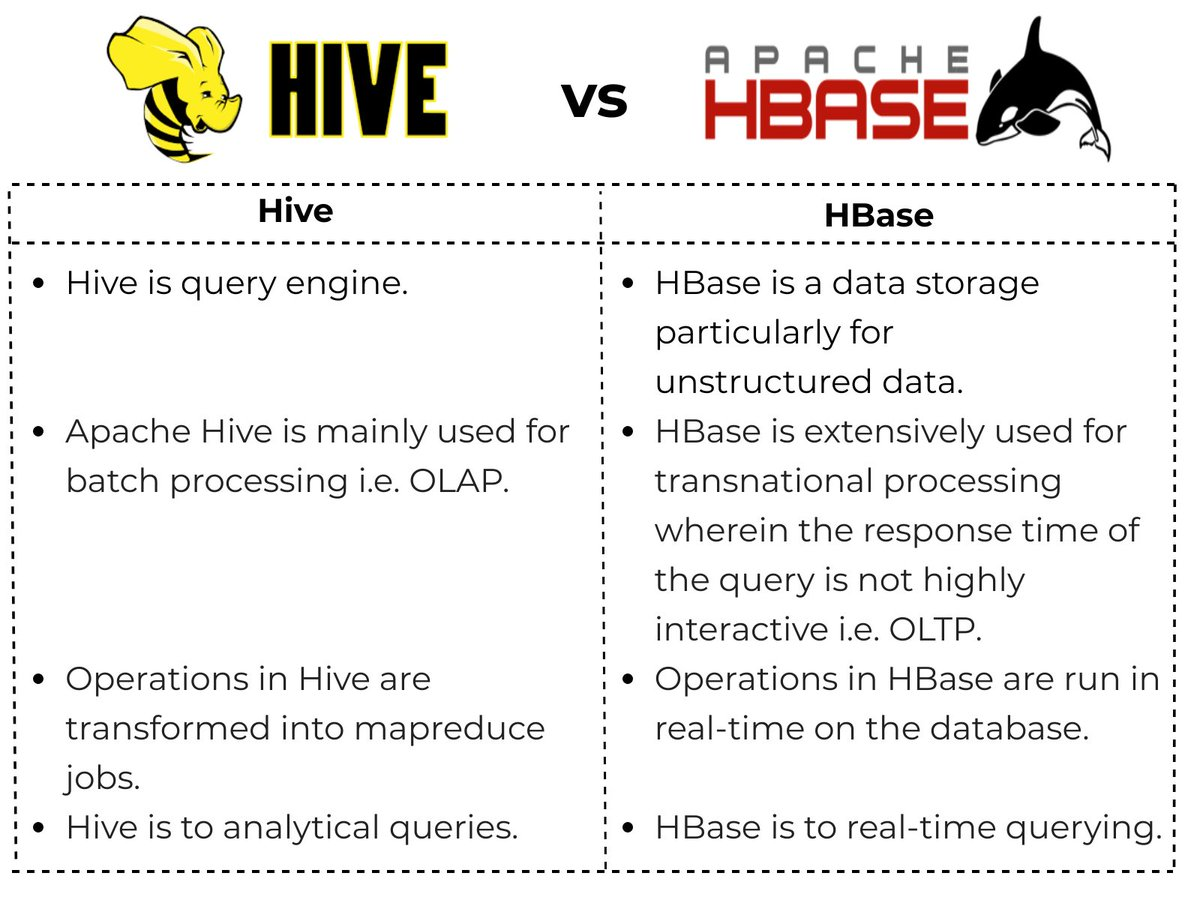 HIVE
vs
APACHE
HBASE
Hive
• Hive is query engine.
• Apache Hive is mainly used for
batch processing i.e. OLAP.
• Operations in Hive are
transformed into mapreduce
jobs.
• Hive is to analytical queries.
HBase
• HBase is a data storage
particularly for
unstructured data.
• HBase is extensively used for
transnational processing
wherein the response time of
the query is not highly
interactive i.e. OLTP.
• Operations in HBase are run in
real-time on the database.
• HBase is to real-time querying.